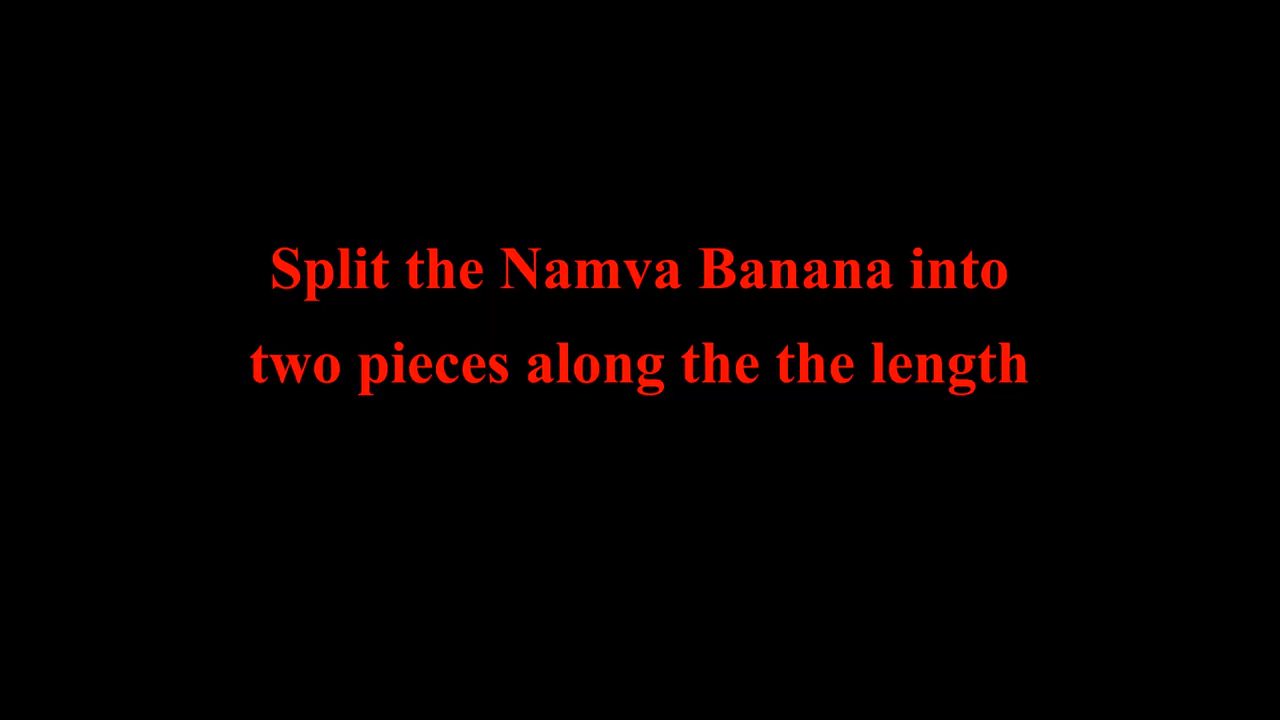 Split the Namva Banana into
two pieces along the the length